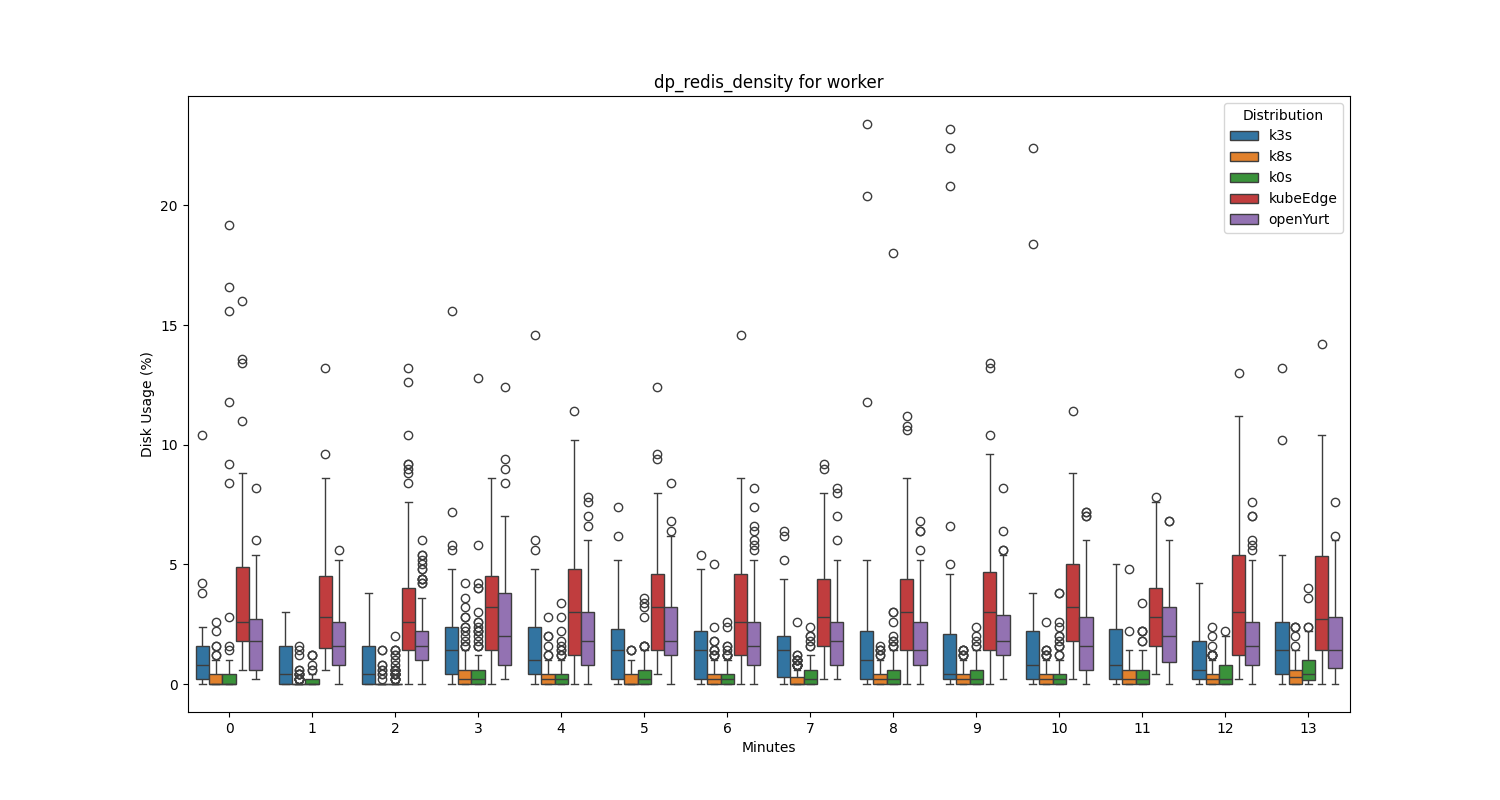 dp_redis_density for worker
Distribution
k3s
k8s
k0s
kubeEdge
openYurt
Disk Usage (%)
20
15
10
5
0
0 1 2 3 4 5 6 7 8 9 10 11 12 13
Minutes